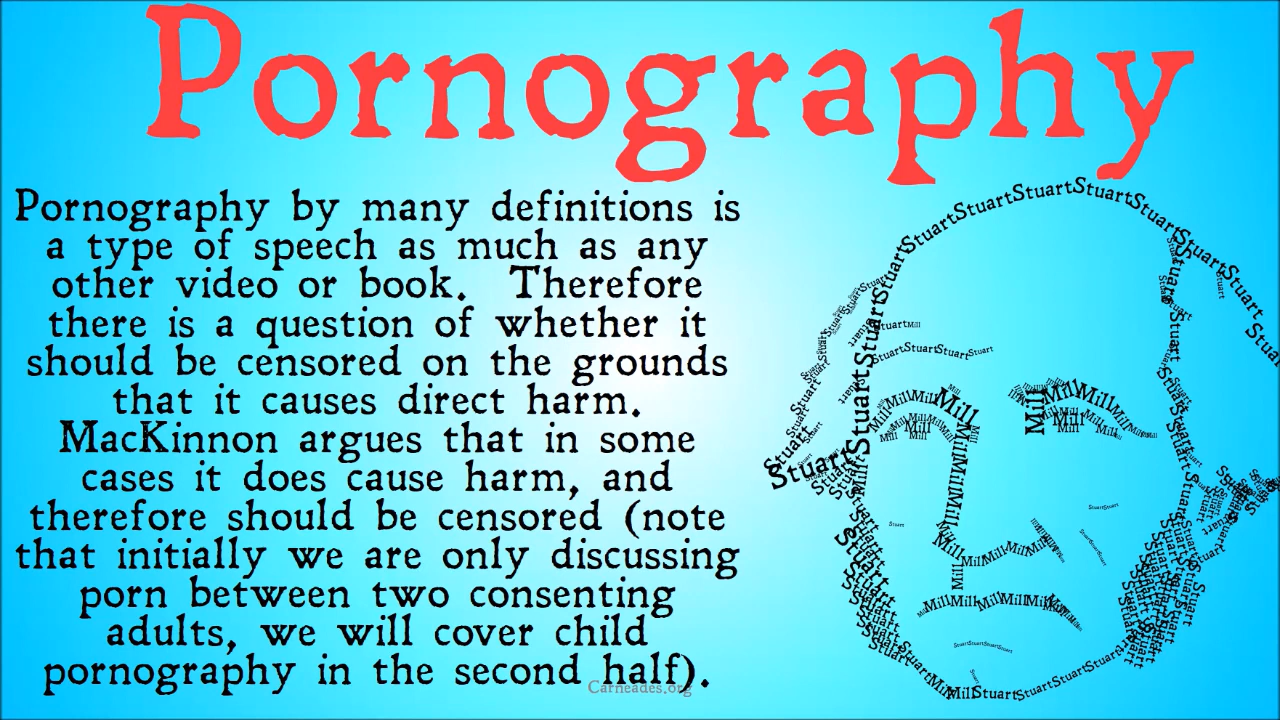 Pornography
Pornography by many definitions is
a type of speech as much as any
other video or book. Therefore
there is a question of whether it
should be censored on the grounds
that it causes direct harm.
MacKinnon argues that in some
cases it does cause harm, and
therefore should be censored (note
that initially we are only discussing
porn between two consenting
adults, we will cover child
pornography in the second half).
Carneades.org
StuartStuartStuartStuartStuart
Stuart
Mill